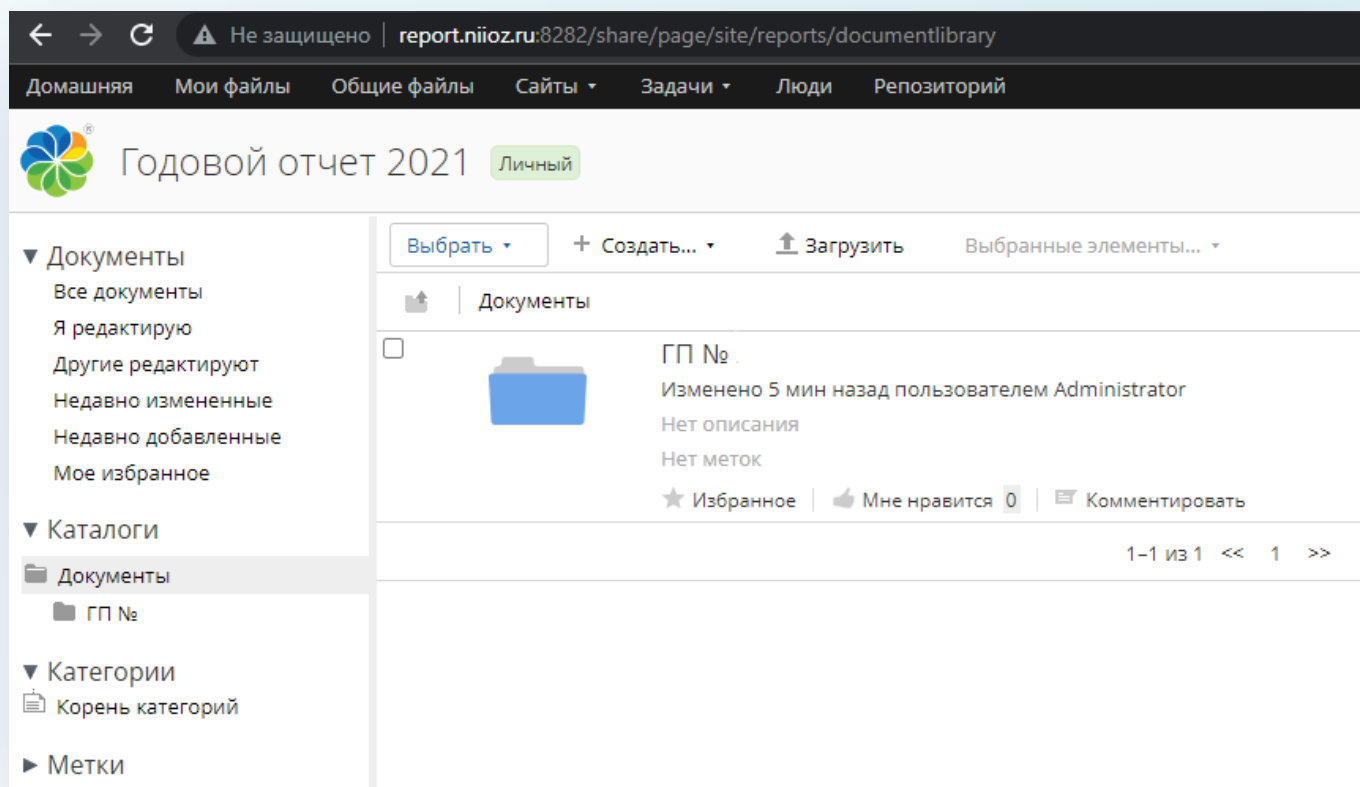 Не защищено report.niioz.ru:8282/share/page/site/reports/documentlibrary
Домашняя Мои файлы Общие файлы Сайты Задачи Люди Репозиторий
Годовой отчет 2021 Личный
Документы
Все документы
Я редактирую
Другие редактируют
Недавно измененные
Недавно добавленные
Мое избранное
Каталоги
Документы
ГП №
Категории
Корень категорий
Метки
Выбрать + Создать... Загрузить Выбранные элементы...
Документы
ГП №
Изменено 5 мин назад пользователем Administrator
Нет описания
Нет меток
Избранное Мне нравится 0 Комментировать
1–1 из 1 << 1 >>